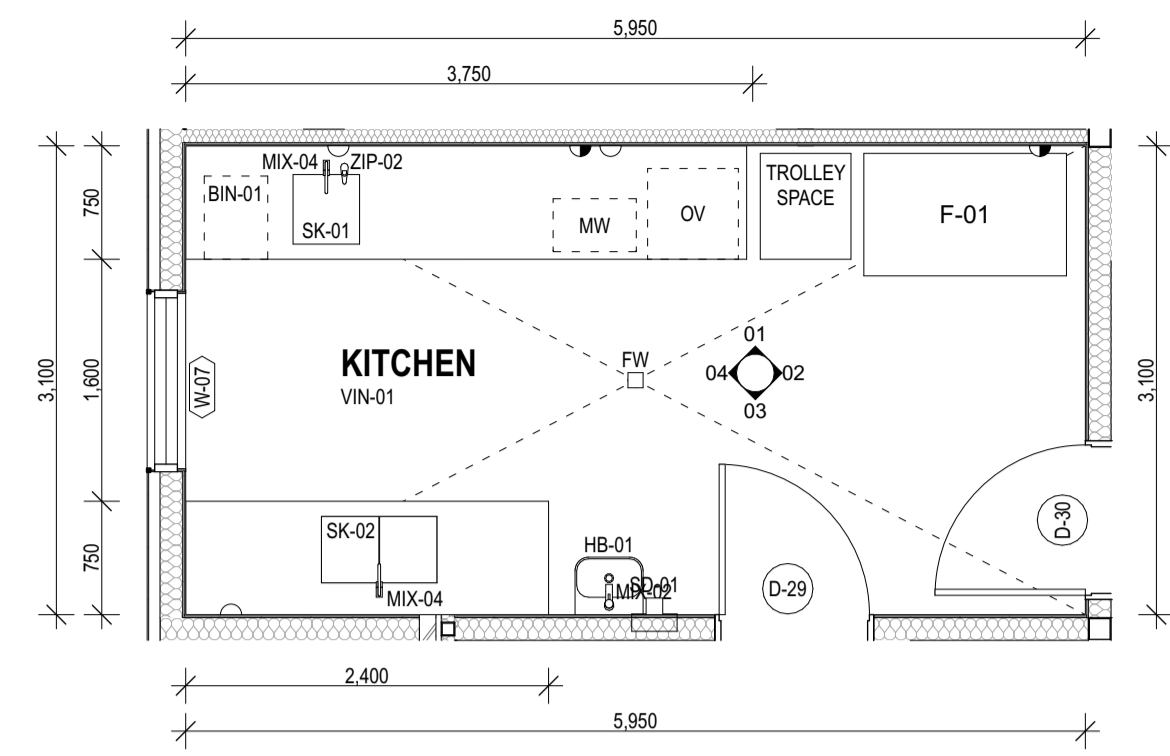 5,950
3,750
MIX-04
ZIP-02
BIN-01
SK-01
MW
OV
TROLLEY
SPACE
F-01
750
1,600
750
3,100
3,100
W-07
KITCHEN
VIN-01
FW
01
04
02
03
SK-02
MIX-04
HB-01
SD-01
MIX-02
D-29
D-30
2,400
5,950